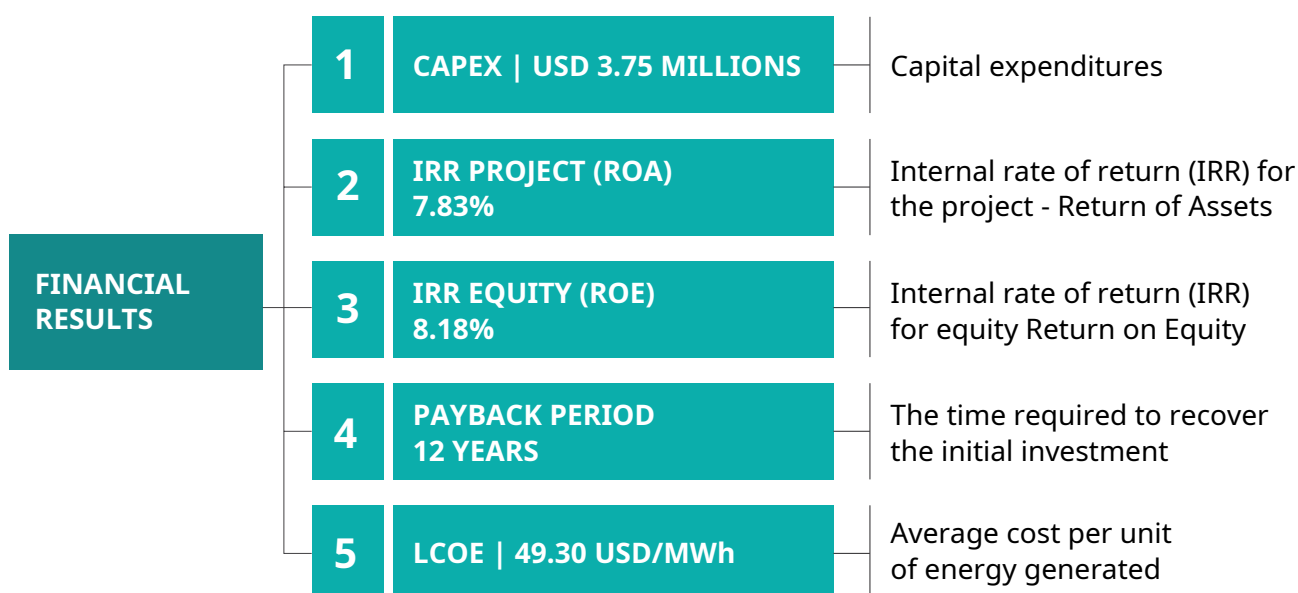 FINANCIAL
RESULTS
1
CAPEX | USD 3.75 MILLIONS
Capital expenditures
2
IRR PROJECT (ROA)
7.83%
Internal rate of return (IRR) for
the project - Return of Assets
3
IRR EQUITY (ROE)
8.18%
Internal rate of return (IRR)
for equity Return on Equity
4
PAYBACK PERIOD
12 YEARS
The time required to recover
the initial investment
5
LCOE | 49.30 USD/MWh
Average cost per unit
of energy generated